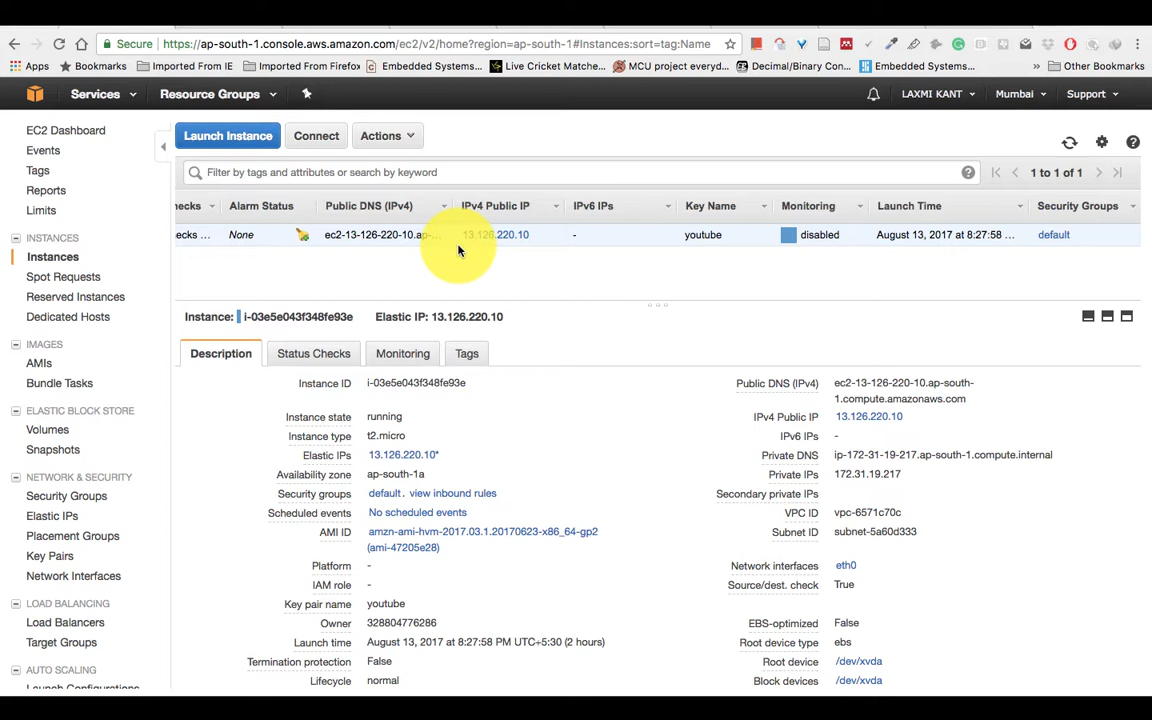 Secure https://ap-south-1.console.aws.amazon.com/ec2/v2/home?region=ap-south-1#Instances:sort=tag:Name
Apps Bookmarks Imported From IE Imported From Firefox Embedded Systems... Live Cricket Matche... MCU project everyd... Decimal/Binary Con... Embedded Systems... » Other Bookmarks
Services Resource Groups LAXMI KANT Mumbai Support
EC2 Dashboard
Events
Tags
Reports
Limits
INSTANCES
Instances
Spot Requests
Reserved Instances
Dedicated Hosts
IMAGES
AMIs
Bundle Tasks
ELASTIC BLOCK STORE
Volumes
Snapshots
NETWORK & SECURITY
Security Groups
Elastic IPs
Placement Groups
Key Pairs
Network Interfaces
LOAD BALANCING
Load Balancers
Target Groups
AUTO SCALING
Launch Configurations
Launch Instance Connect Actions
Filter by tags and attributes or search by keyword 1 to 1 of 1
hecks Alarm Status Public DNS (IPv4) IPv4 Public IP IPv6 IPs Key Name Monitoring Launch Time Security Groups
ecks ... None ec2-13-126-220-10.ap-... 13.126.220.10 - youtube disabled August 13, 2017 at 8:27:58 ... default
Instance: i-03e5e043f348fe93e Elastic IP: 13.126.220.10
Description Status Checks Monitoring Tags
Instance ID i-03e5e043f348fe93e
Instance state running
Instance type t2.micro
Elastic IPs 13.126.220.10*
Availability zone ap-south-1a
Security groups default. view inbound rules
Scheduled events No scheduled events
AMI ID amzn-ami-hvm-2017.03.1.20170623-x86_64-gp2
(ami-47205e28)
Platform -
IAM role -
Key pair name youtube
Owner 328804776286
Launch time August 13, 2017 at 8:27:58 PM UTC+5:30 (2 hours)
Termination protection False
Lifecycle normal
Public DNS (IPv4) ec2-13-126-220-10.ap-south-
1.compute.amazonaws.com
IPv4 Public IP 13.126.220.10
IPv6 IPs -
Private DNS ip-172-31-19-217.ap-south-1.compute.internal
Private IPs 172.31.19.217
Secondary private IPs
VPC ID vpc-6571c70c
Subnet ID subnet-5a60d333
Network interfaces eth0
Source/dest. check True
EBS-optimized False
Root device type ebs
Root device /dev/xvda
Block devices /dev/xvda